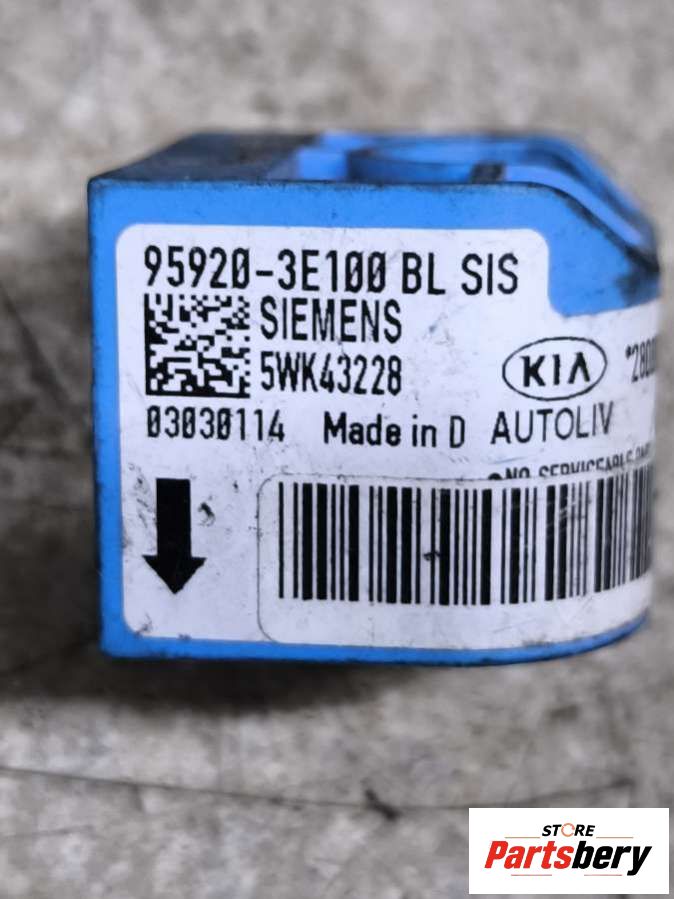 95920-3E100 BL SIS
SIEMENS
5WK43228
KIA
03030114 Made in D AUTOLIV
STORE
Partsbery